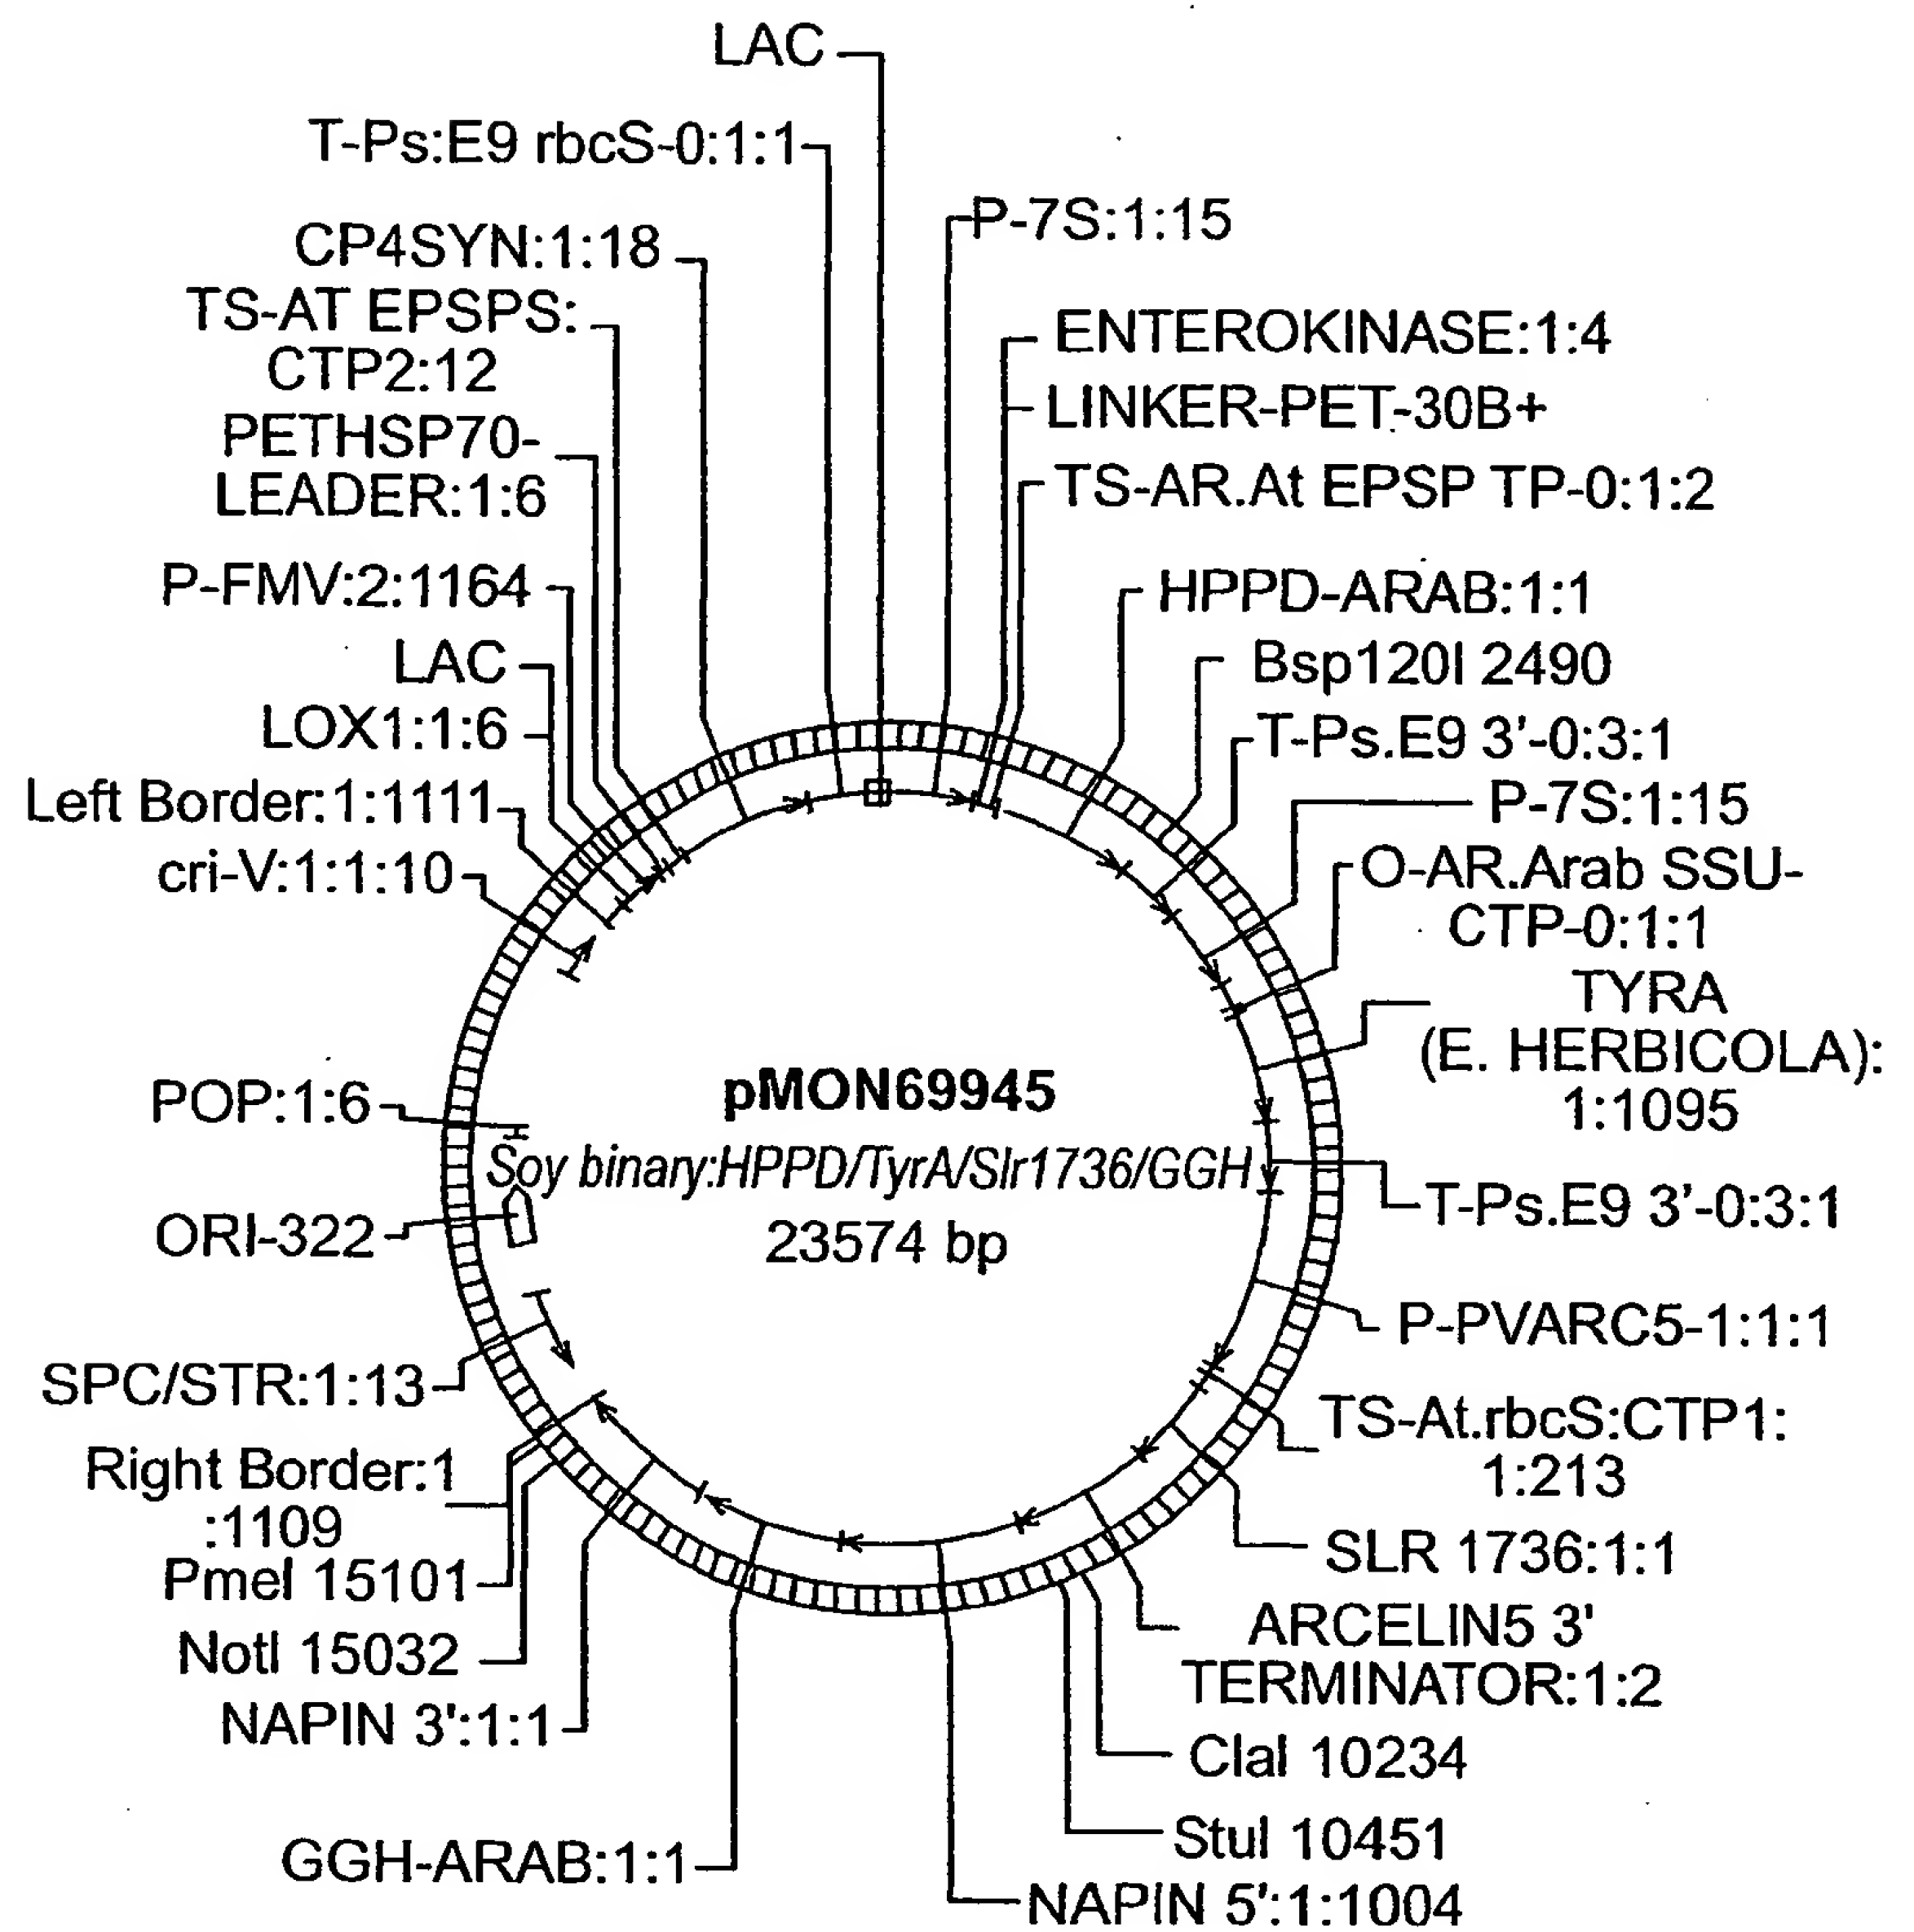 LAC
T-Ps:E9 rbcS-0:1:1
P-7S:1:15
CP4SYN:1:18
TS-AT EPSPS:
CTP2:12
PETHSP70-
LEADER:1:6
P-FMV:2:1164
LAC
LOX1:1:6
Left Border:1:1111
cri-V:1:1:10
ENTEROKINASE:1:4
LINKER-PET-30B+
TS-AR.At EPSP TP-0:1:2
HPPD-ARAB:1:1
Bsp120I 2490
T-Ps.E9 3'-0:3:1
P-7S:1:15
O-AR.Arab SSU-
CTP-0:1:1
TYRA
(E. HERBICOLA):
1:1095
pMON69945
Soy binary:HPPD/TyrA/Slr1736/GGH
23574 bp
POP:1:6
ORI-322
SPC/STR:1:13
Right Border:1
:1109
PmeI 15101
NotI 15032
NAPIN 3':1:1
GGH-ARAB:1:1
T-Ps.E9 3'-0:3:1
P-PVARC5-1:1:1
TS-At.rbcS:CTP1:
1:213
SLR 1736:1:1
ARCELIN5 3'
TERMINATOR:1:2
ClaI 10234
StuI 10451
NAPIN 5':1:1004